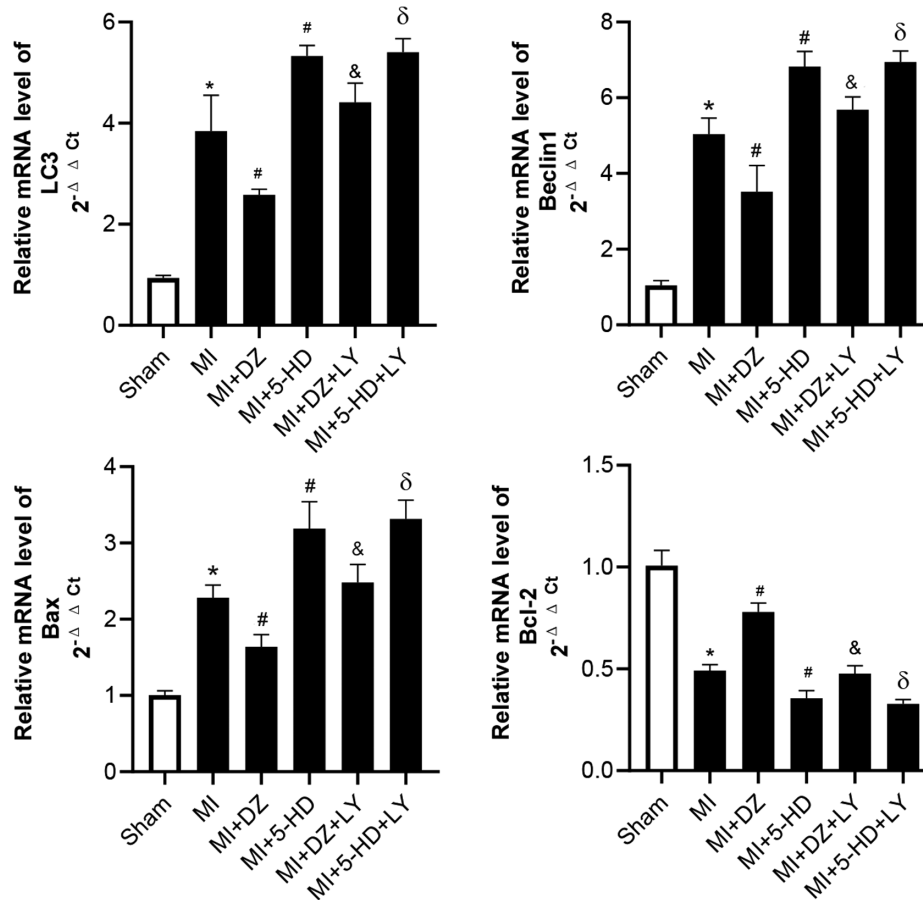 Relative mRNA level of
LC3
2-Δ Δ Ct
6
4
2
0
*
#
#
&
δ
Sham
MI
MI+DZ
MI+5-HD
MI+DZ+LY
MI+5-HD+LY
Relative mRNA level of
Beclin1
2-Δ Δ Ct
8
6
4
2
0
*
#
#
&
δ
Sham
MI
MI+DZ
MI+5-HD
MI+DZ+LY
MI+5-HD+LY
Relative mRNA level of
Bax
2-Δ Δ Ct
4
3
2
1
0
*
#
#
&
δ
Sham
MI
MI+DZ
MI+5-HD
MI+DZ+LY
MI+5-HD+LY
Relative mRNA level of
Bcl-2
2-Δ Δ Ct
1.5
1.0
0.5
0.0
*
#
#
&
δ
Sham
MI
MI+DZ
MI+5-HD
MI+DZ+LY
MI+5-HD+LY